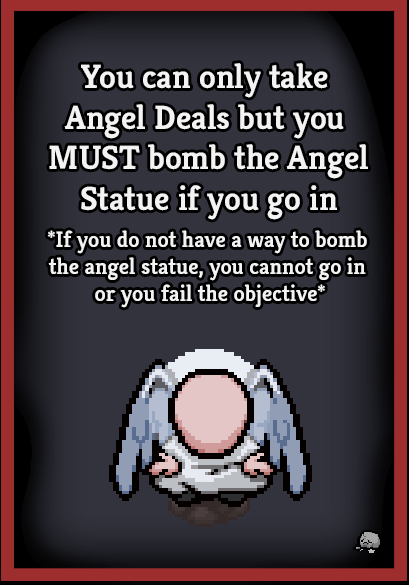 You can only take
Angel Deals but you
MUST bomb the Angel
Statue if you go in
*If you do not have a way to bomb
the angel statue, you cannot go in
or you fail the objective*